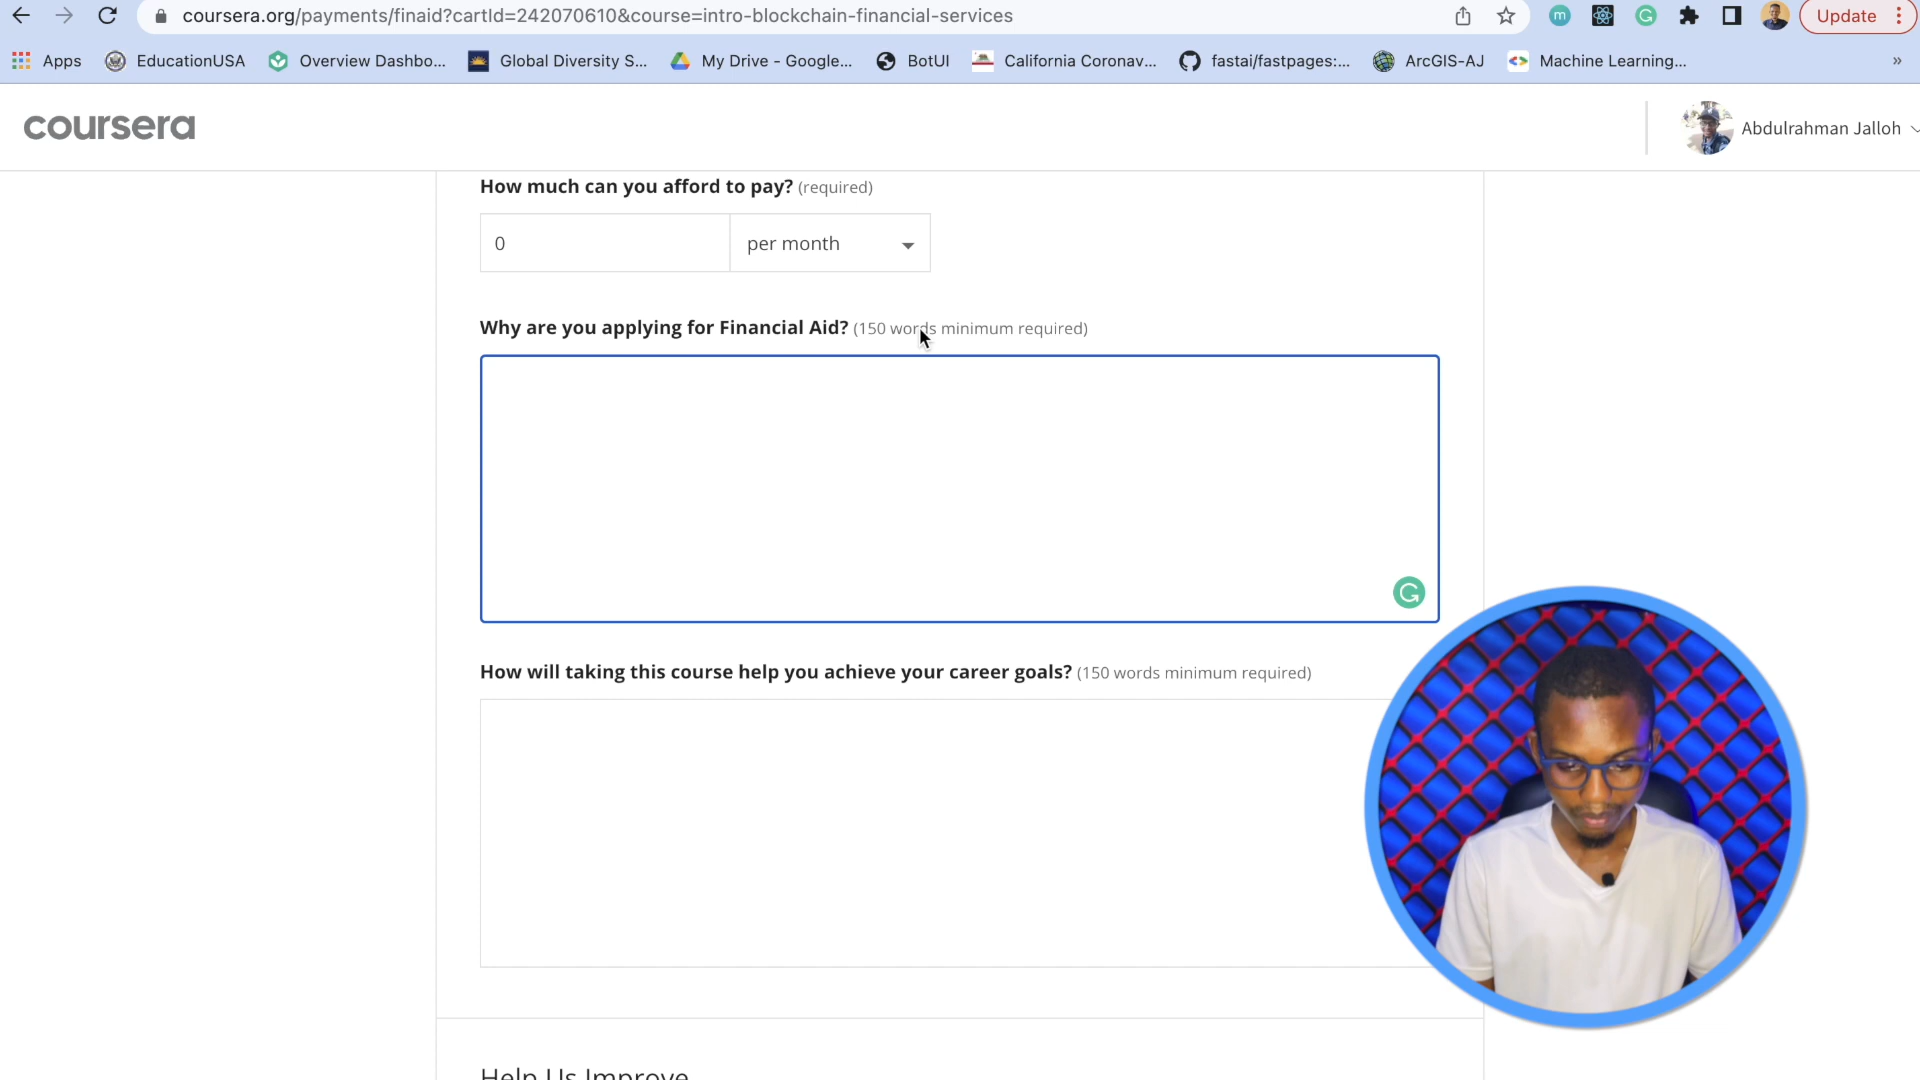 coursera.org/payments/finaid?cartId=242070610&course=intro-blockchain-financial-services
m
G
Update
Apps
EducationUSA
Overview Dashbo...
Global Diversity S...
My Drive - Google...
BotUI
California Coronav...
fastai/fastpages:...
ArcGIS-AJ
Machine Learning...
»
coursera
Abdulrahman Jalloh
How much can you afford to pay? (required)
0
per month
Why are you applying for Financial Aid? (150 words minimum required)
G
How will taking this course help you achieve your career goals? (150 words minimum required)
Help Us Improve